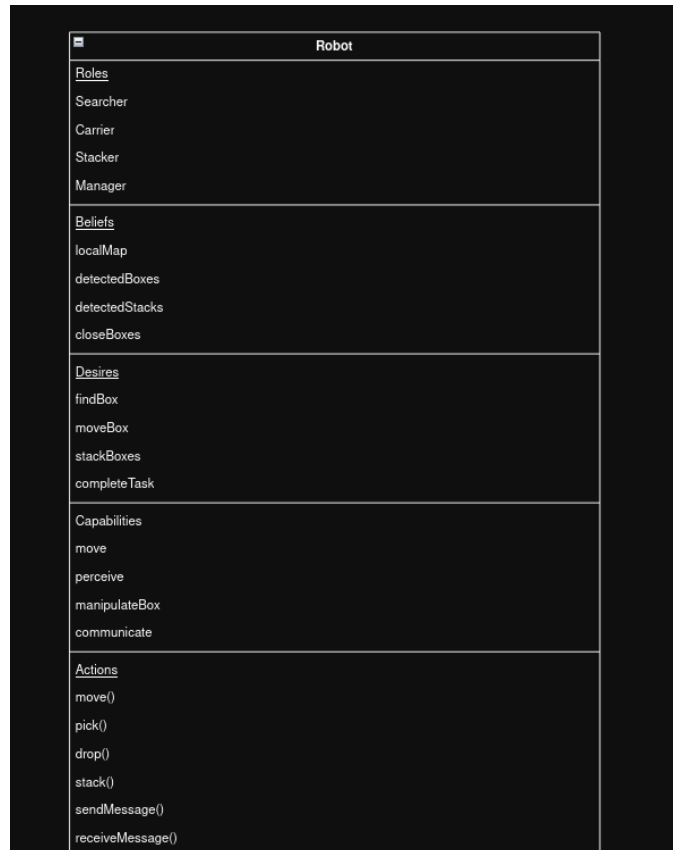 Robot
Roles
Searcher
Carrier
Stacker
Manager
Beliefs
localMap
detectedBoxes
detectedStacks
closeBoxes
Desires
findBox
moveBox
stackBoxes
completeTask
Capabilities
move
perceive
manipulateBox
communicate
Actions
move()
pick()
drop()
stack()
sendMessage()
receiveMessage()